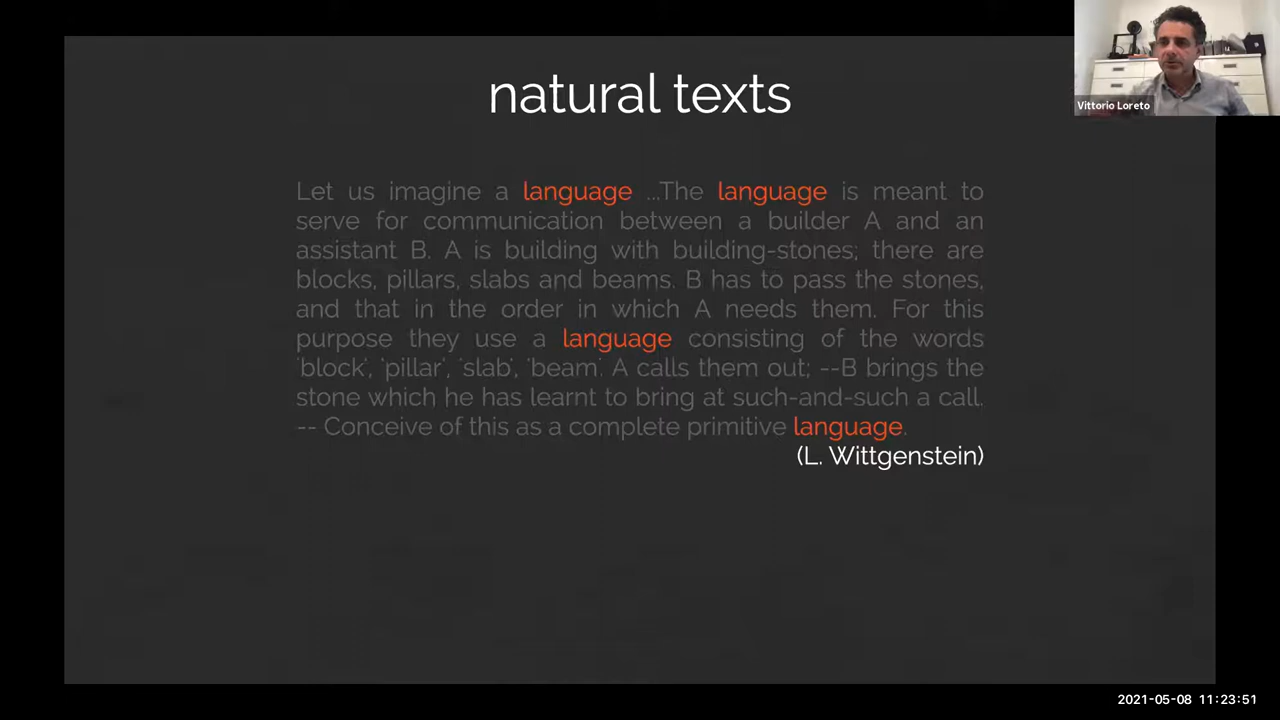 natural texts
Vittorio Loreto
Let us imagine a language ...The language is meant to
serve for communication between a builder A and an
assistant B. A is building with building-stones; there are
blocks, pillars, slabs and beams. B has to pass the stones,
and that in the order in which A needs them. For this
purpose they use a language consisting of the words
'block', 'pillar', 'slab', 'beam'. A calls them out; --B brings the
stone which he has learnt to bring at such-and-such a call.
-- Conceive of this as a complete primitive language.
(L. Wittgenstein)
2021-05-08 11:23:51